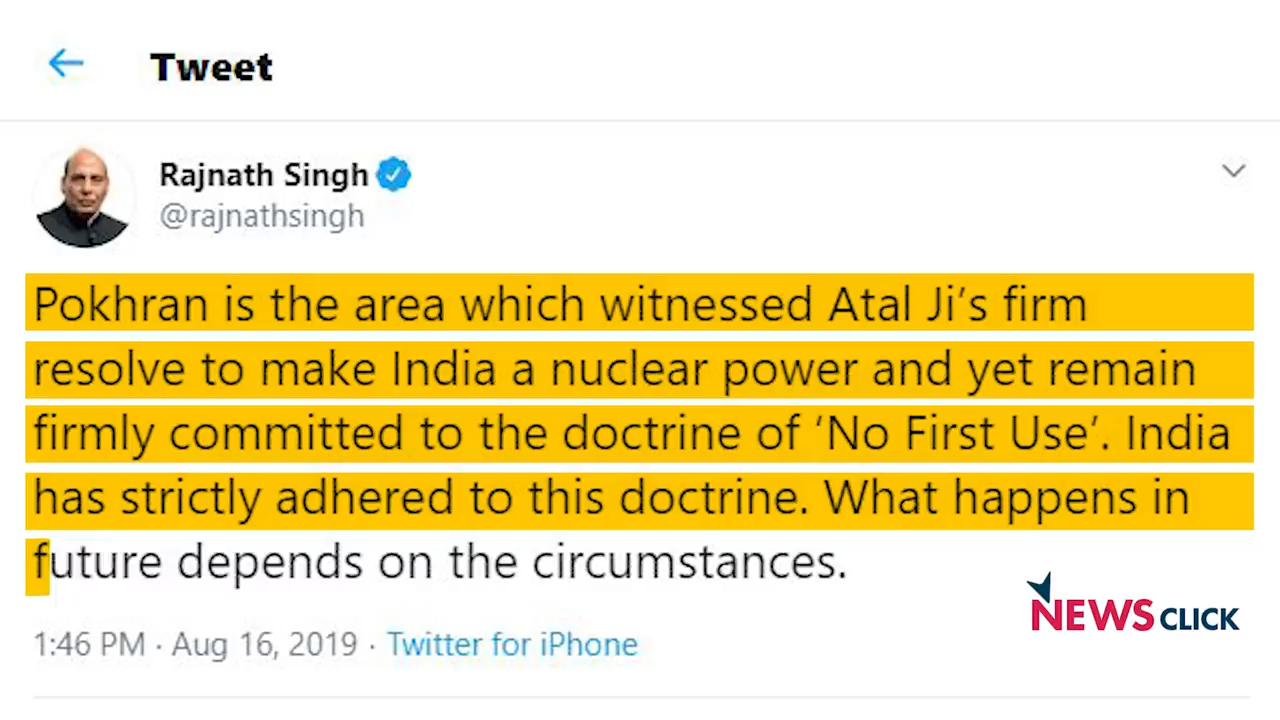 Tweet
Rajnath Singh
@rajnathsingh
Pokhran is the area which witnessed Atal Ji’s firm
resolve to make India a nuclear power and yet remain
firmly committed to the doctrine of ‘No First Use’. India
has strictly adhered to this doctrine. What happens in
future depends on the circumstances.
1:46 PM · Aug 16, 2019 · Twitter for iPhone
NEWSCLICK